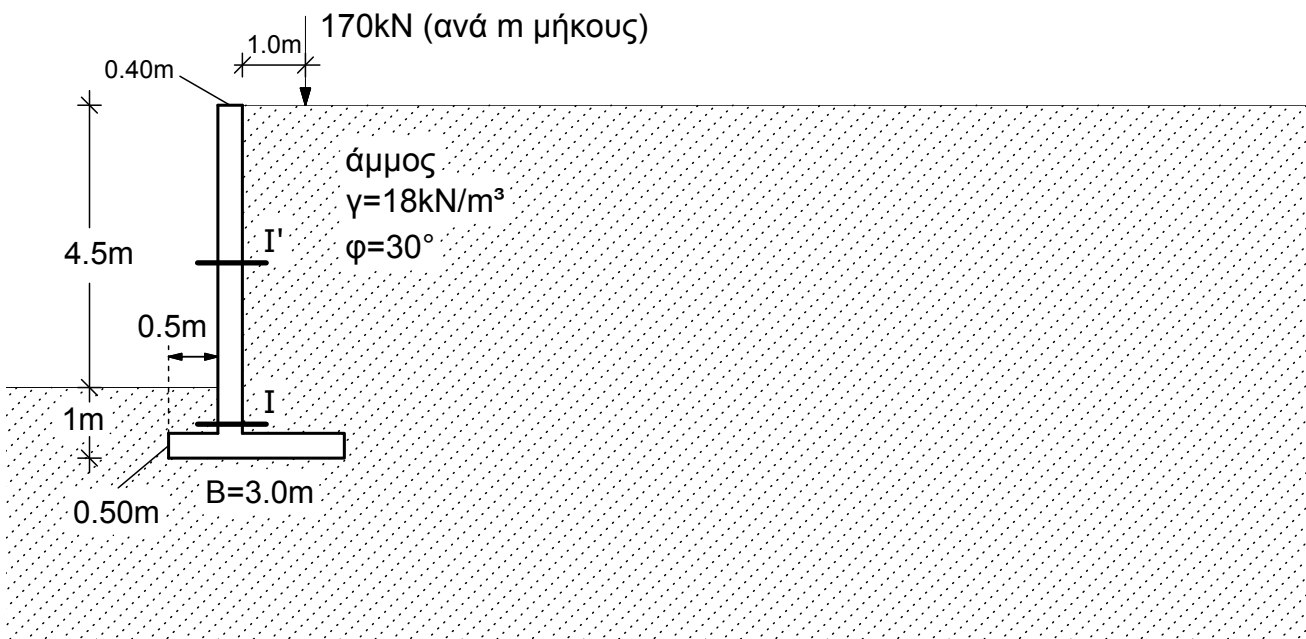 170kN (ανά m μήκους)
1.0m
0.40m
άμμος
γ=18kN/m³
φ=30°
I'
4.5m
0.5m
I
1m
B=3.0m
0.50m